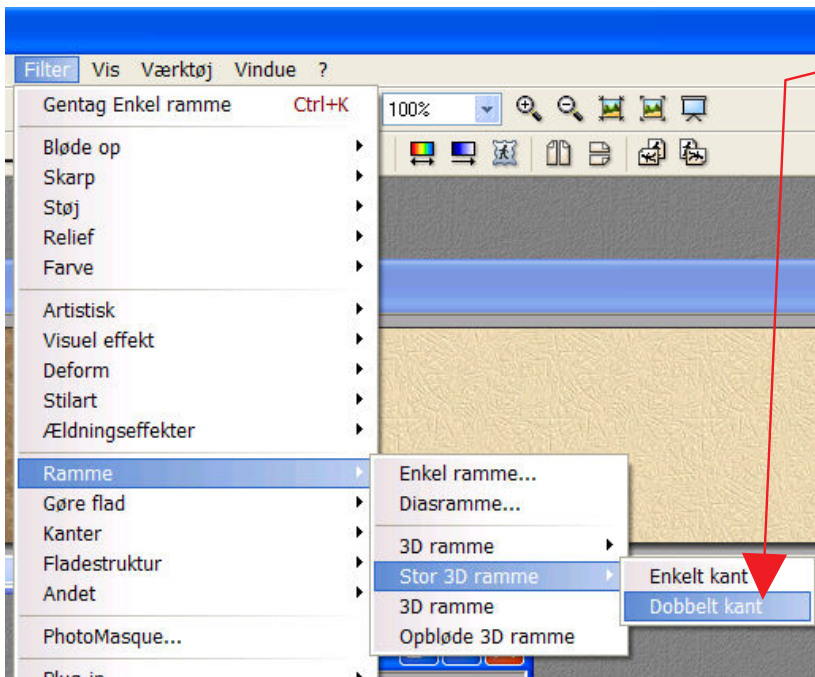 Filter Vis Værktøj Vindue ?
Gentag Enkel ramme Ctrl+K
100%
Bløde op
Skarp
Støj
Relief
Farve
Artistisk
Visuel effekt
Deform
Stilart
Ældningseffekter
Ramme
Gøre flad
Kanter
Fladestruktur
Andet
PhotoMasque...
Enkel ramme...
Diasramme...
3D ramme
Stor 3D ramme
3D ramme
Opbløde 3D ramme
Enkelt kant
Dobbelt kant